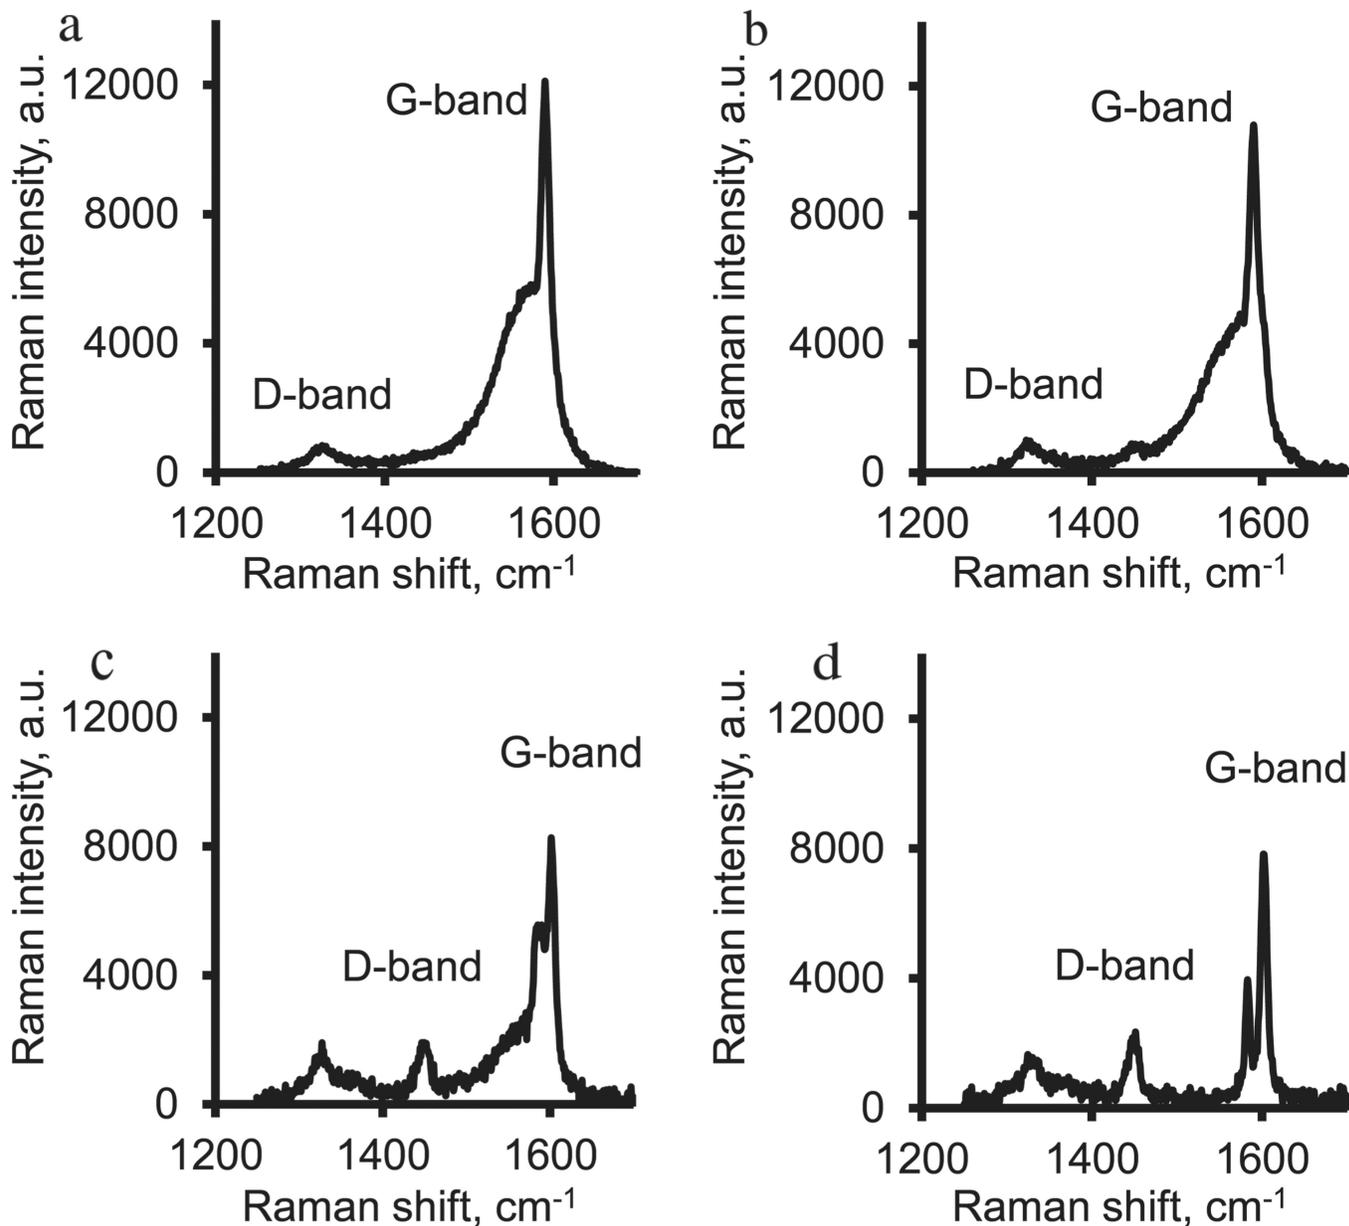 a
Raman intensity, a.u.
12000
8000
4000
0
G-band
D-band
1200 1400 1600
Raman shift, cm-1
b
Raman intensity, a.u.
12000
8000
4000
0
G-band
D-band
1200 1400 1600
Raman shift, cm-1
c
Raman intensity, a.u.
12000
8000
4000
0
G-band
D-band
1200 1400 1600
Raman shift, cm-1
d
Raman intensity, a.u.
12000
8000
4000
0
G-band
D-band
1200 1400 1600
Raman shift, cm-1